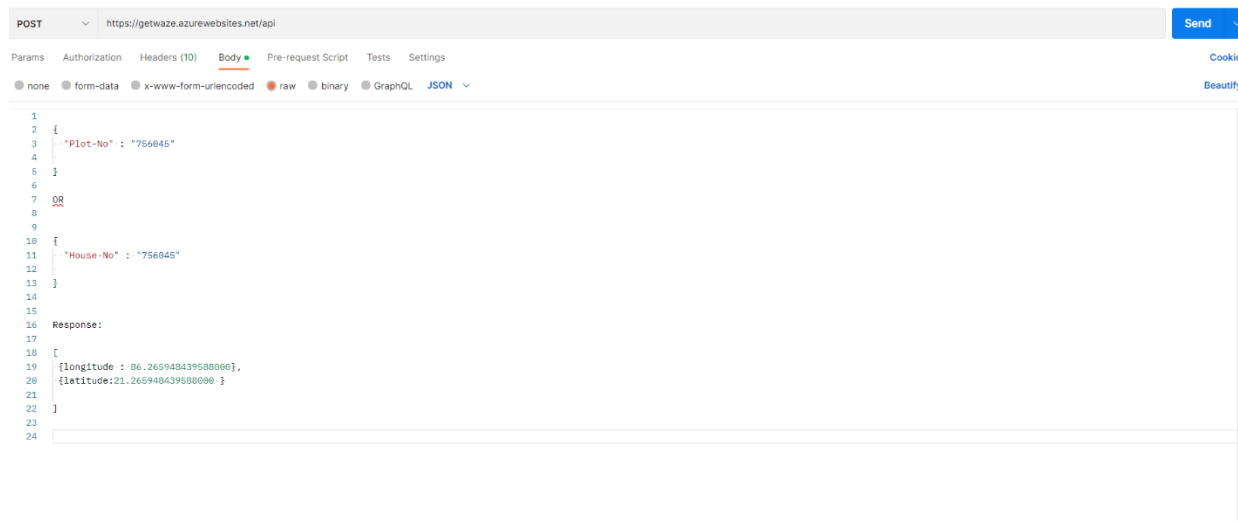 POST https://getwaze.azurewebsites.net/api Send
Params Authorization Headers (10) Body Pre-request Script Tests Settings Cookie
none form-data x-www-form-urlencoded raw binary GraphQL JSON Beautify
1
2 {
3 "Plot-No" : "756045"
4
5 }
6
7 OR
8
9
10 {
11 "House-No" : "756045"
12
13 }
14
15
16 Response:
17
18 [
19 {longitude : 86.265948439588000},
20 {latitude:21.265948439588000 }
21
22 ]
23
24